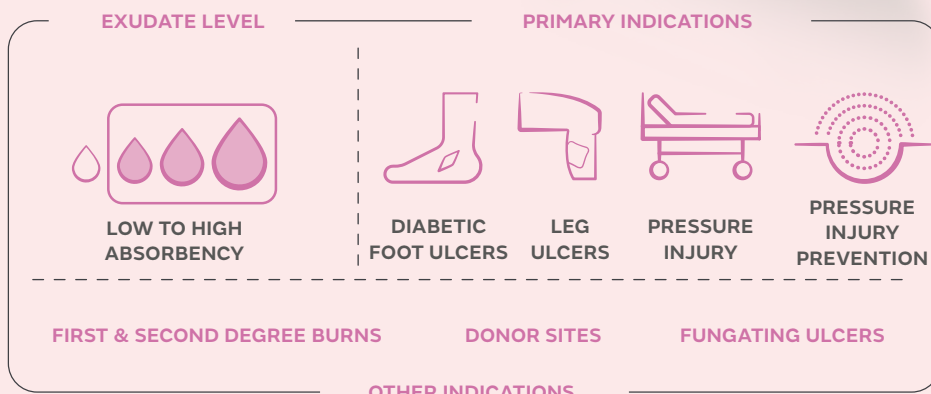 EXUDATE LEVEL
PRIMARY INDICATIONS
LOW TO HIGH
ABSORBENCY
DIABETIC
FOOT ULCERS
LEG
ULCERS
PRESSURE
INJURY
PRESSURE
INJURY
PREVENTION
FIRST & SECOND DEGREE BURNS
DONOR SITES
FUNGATING ULCERS
OTHER INDICATIONS